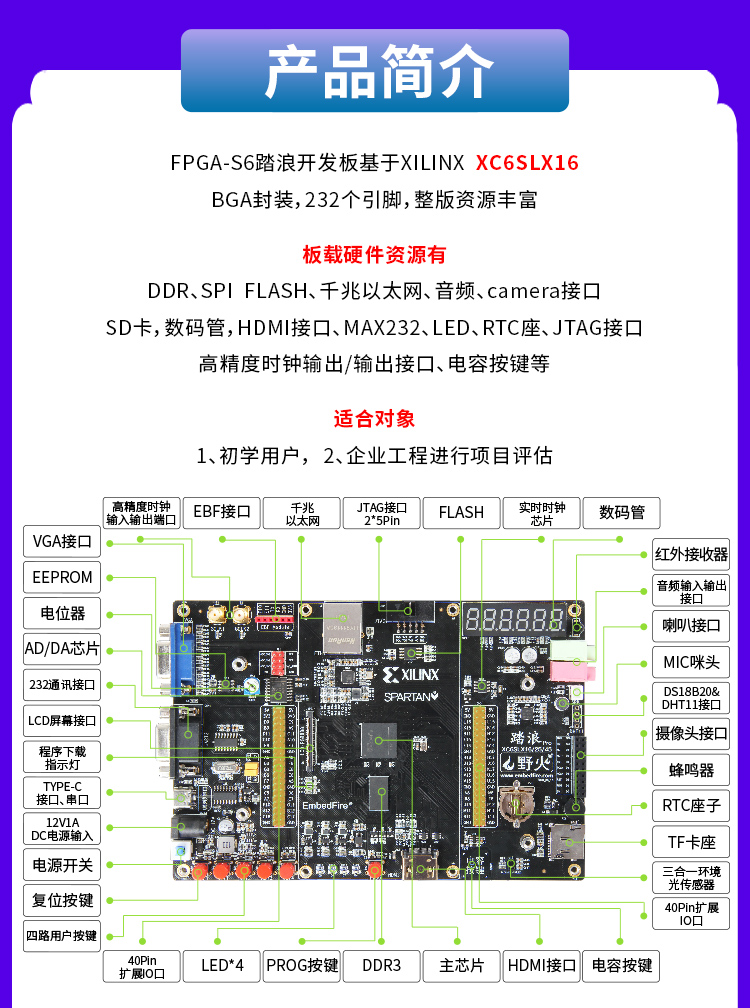 产品简介
FPGA-S6踏浪开发板基于XILINX XC6SLX16
BGA封装,232个引脚,整版资源丰富
板载硬件资源有
DDR、SPI FLASH、千兆以太网、音频、camera接口
SD卡,数码管,HDMI接口、MAX232、LED、RTC座、JTAG接口
高精度时钟输出/输出接口、电容按键等
适合对象
1、初学用户, 2、企业工程进行项目评估
高精度时钟
输入输出端口
EBF接口
千兆
以太网
JTAG接口
2*5Pin
FLASH
实时时钟
芯片
数码管
VGA接口
EEPROM
电位器
AD/DA芯片
232通讯接口
LCD屏幕接口
程序下载
指示灯
TYPE-C
接口、串口
12V1A
DC电源输入
电源开关
复位按键
四路用户按键
红外接收器
音频输入输出
接口
喇叭接口
MIC咪头
DS18B20&
DHT11接口
摄像头接口
蜂鸣器
RTC座子
TF卡座
三合一环境
光传感器
40Pin扩展
IO口
XILINX
SPARTAN
踏浪Pro
XC6SLX16/25/45
野火
www.embedfire.com
EmbedFire
40Pin
扩展IO口
LED*4
PROG按键
DDR3
主芯片
HDMI接口
电容按键